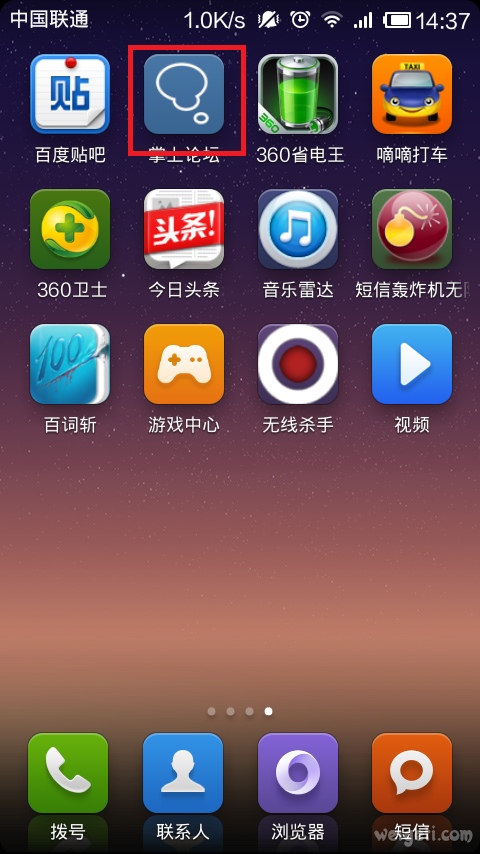 中国联通 1.0K/s 14:37
贴
360
TAXI
百度贴吧 掌上论坛 360省电王 嘀嘀打车
头条!
360卫士 今日头条 音乐雷达 短信轰炸机无
100
百词斩 游戏中心 无线杀手 视频
拨号 联系人 浏览器 短信